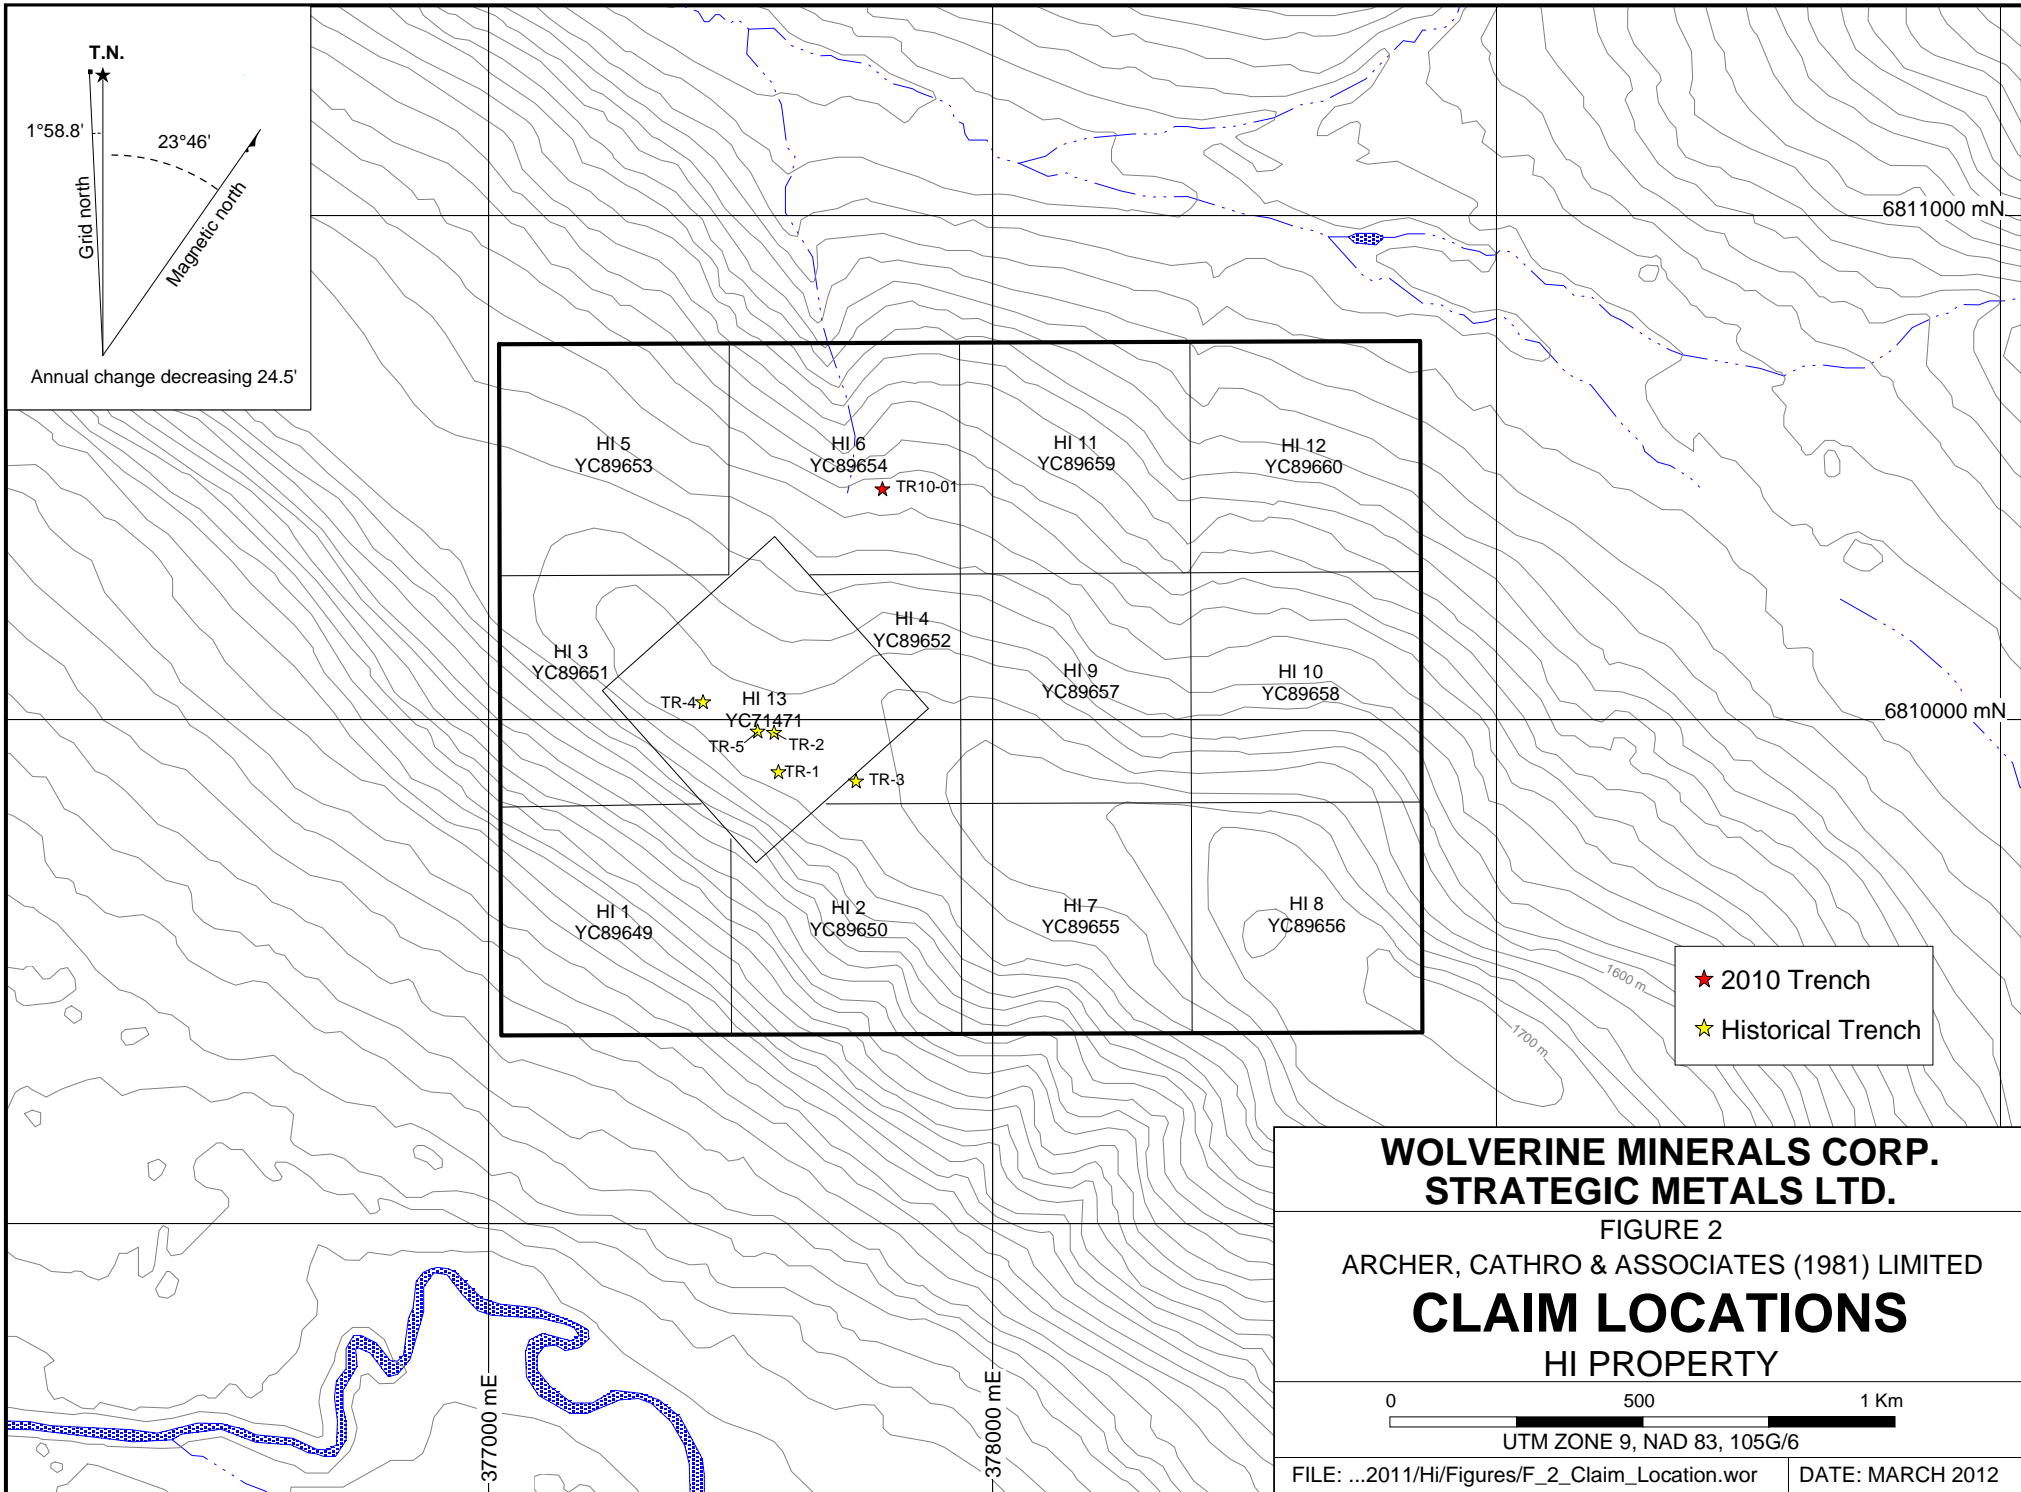 T.N.
1°58.8'
23°46'
Grid north
Magnetic north
Annual change decreasing 24.5'
6811000 mN
HI 5
YC89653
HI 6
YC89654
HI 11
YC89659
HI 12
YC89660
TR10-01
HI 3
YC89651
HI 4
YC89652
HI 9
YC89657
HI 10
YC89658
TR-4
HI 13
YC71471
TR-5
TR-2
TR-1
TR-3
6810000 mN
HI 1
YC89649
HI 2
YC89650
HI 7
YC89655
HI 8
YC89656
1600 m
1700 m
2010 Trench
Historical Trench
377000 mE
378000 mE
WOLVERINE MINERALS CORP.
STRATEGIC METALS LTD.
FIGURE 2
ARCHER, CATHRO & ASSOCIATES (1981) LIMITED
CLAIM LOCATIONS
HI PROPERTY
0 500 1 Km
UTM ZONE 9, NAD 83, 105G/6
FILE: ...2011/Hi/Figures/F_2_Claim_Location.wor
DATE: MARCH 2012